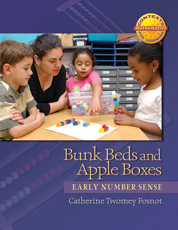 Bunk Beds and
Apple Boxes
EARLY NUMBER SENSE
Catherine Twomey Fosnot